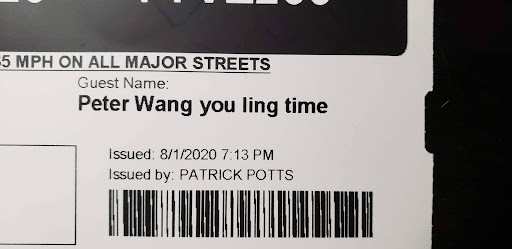 5 MPH ON ALL MAJOR STREETS
Guest Name:
Peter Wang you ling time
Issued: 8/1/2020 7:13 PM
Issued by: PATRICK POTTS